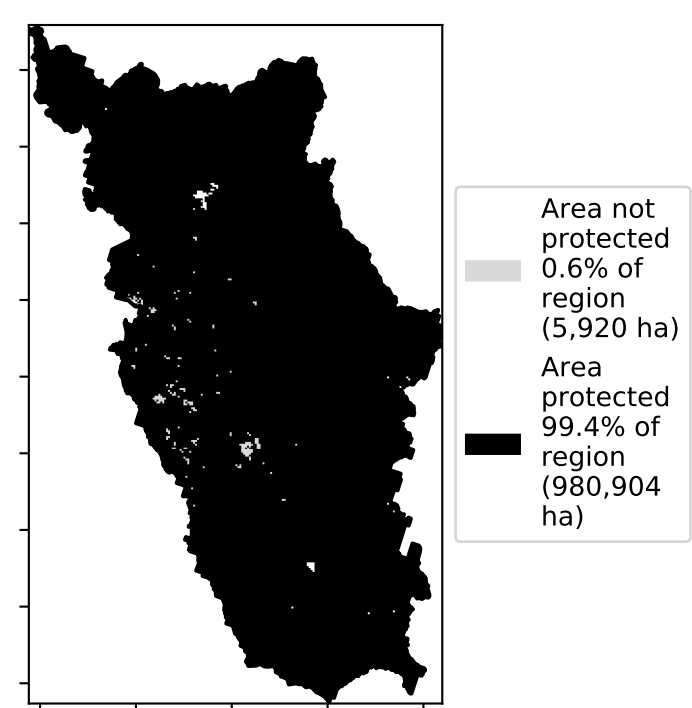 Area not
protected
0.6% of
region
(5,920 ha)
Area
protected
99.4% of
region
(980,904
ha)